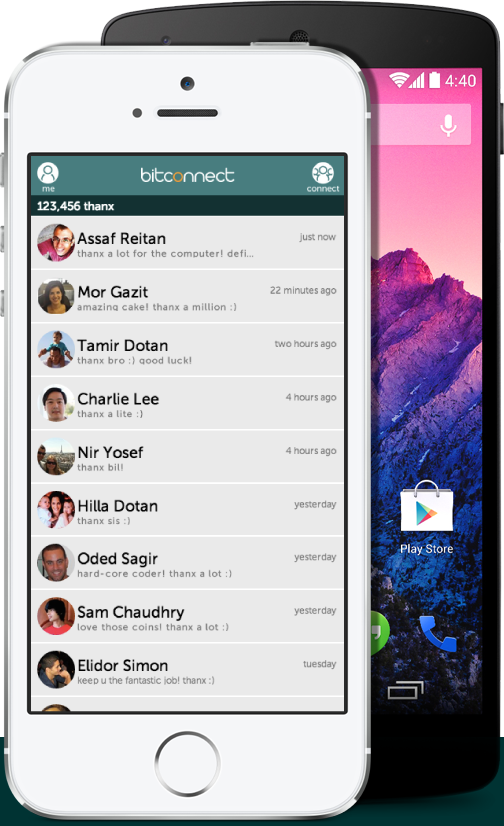 4:40
bitconnect
me
connect
123,456 thanx
Assaf Reitan
just now
thanx a lot for the computer! defi...
Mor Gazit
22 minutes ago
amazing cake! thanx a million :)
Tamir Dotan
two hours ago
thanx bro :) good luck!
Charlie Lee
4 hours ago
thanx a lite :)
Nir Yosef
4 hours ago
thanx bil!
Hilla Dotan
yesterday
thanx sis :)
Oded Sagir
yesterday
hard-core coder! thanx a lot :)
Sam Chaudhry
yesterday
love those coins! thanx a lot :)
Elidor Simon
tuesday
keep u the fantastic job! thanx :)
Play Store